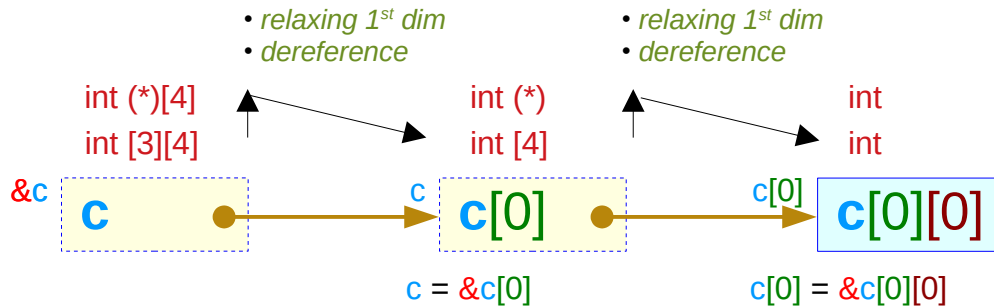 • relaxing 1st dim
• dereference
• relaxing 1st dim
• dereference
int (*)[4]
int (*)
int
int [3][4]
int [4]
int
&c
c
c
c[0]
c[0]
c[0][0]
c = &c[0]
c[0] = &c[0][0]